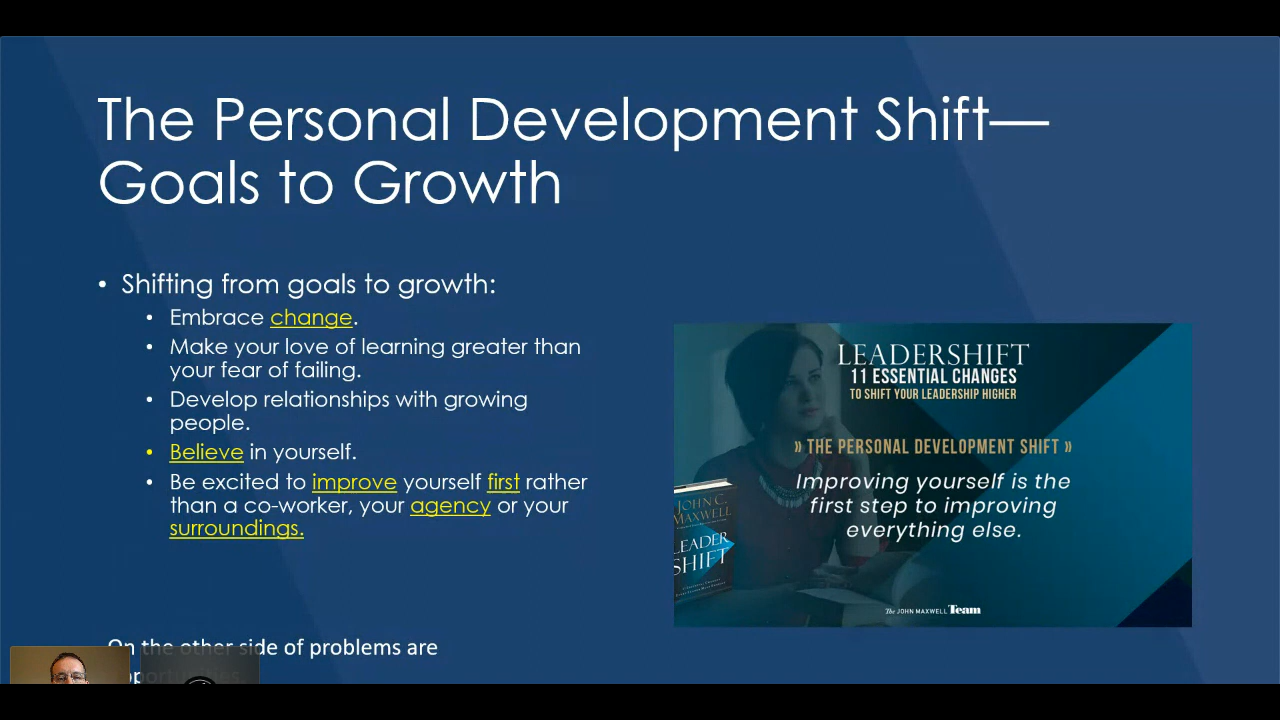 The Personal Development Shift—
Goals to Growth
• Shifting from goals to growth:
• Embrace change.
• Make your love of learning greater than
your fear of failing.
• Develop relationships with growing
people.
• Believe in yourself.
• Be excited to improve yourself first rather
than a co-worker, your agency or your
surroundings.
On the other side of problems are
opportunities.
LEADERSHIFT
11 ESSENTIAL CHANGES
TO SHIFT YOUR LEADERSHIP HIGHER
» THE PERSONAL DEVELOPMENT SHIFT »
Improving yourself is the
first step to improving
everything else.
JOHN C.
MAXWELL
LEADER
SHIFT
The JOHN MAXWELL Team